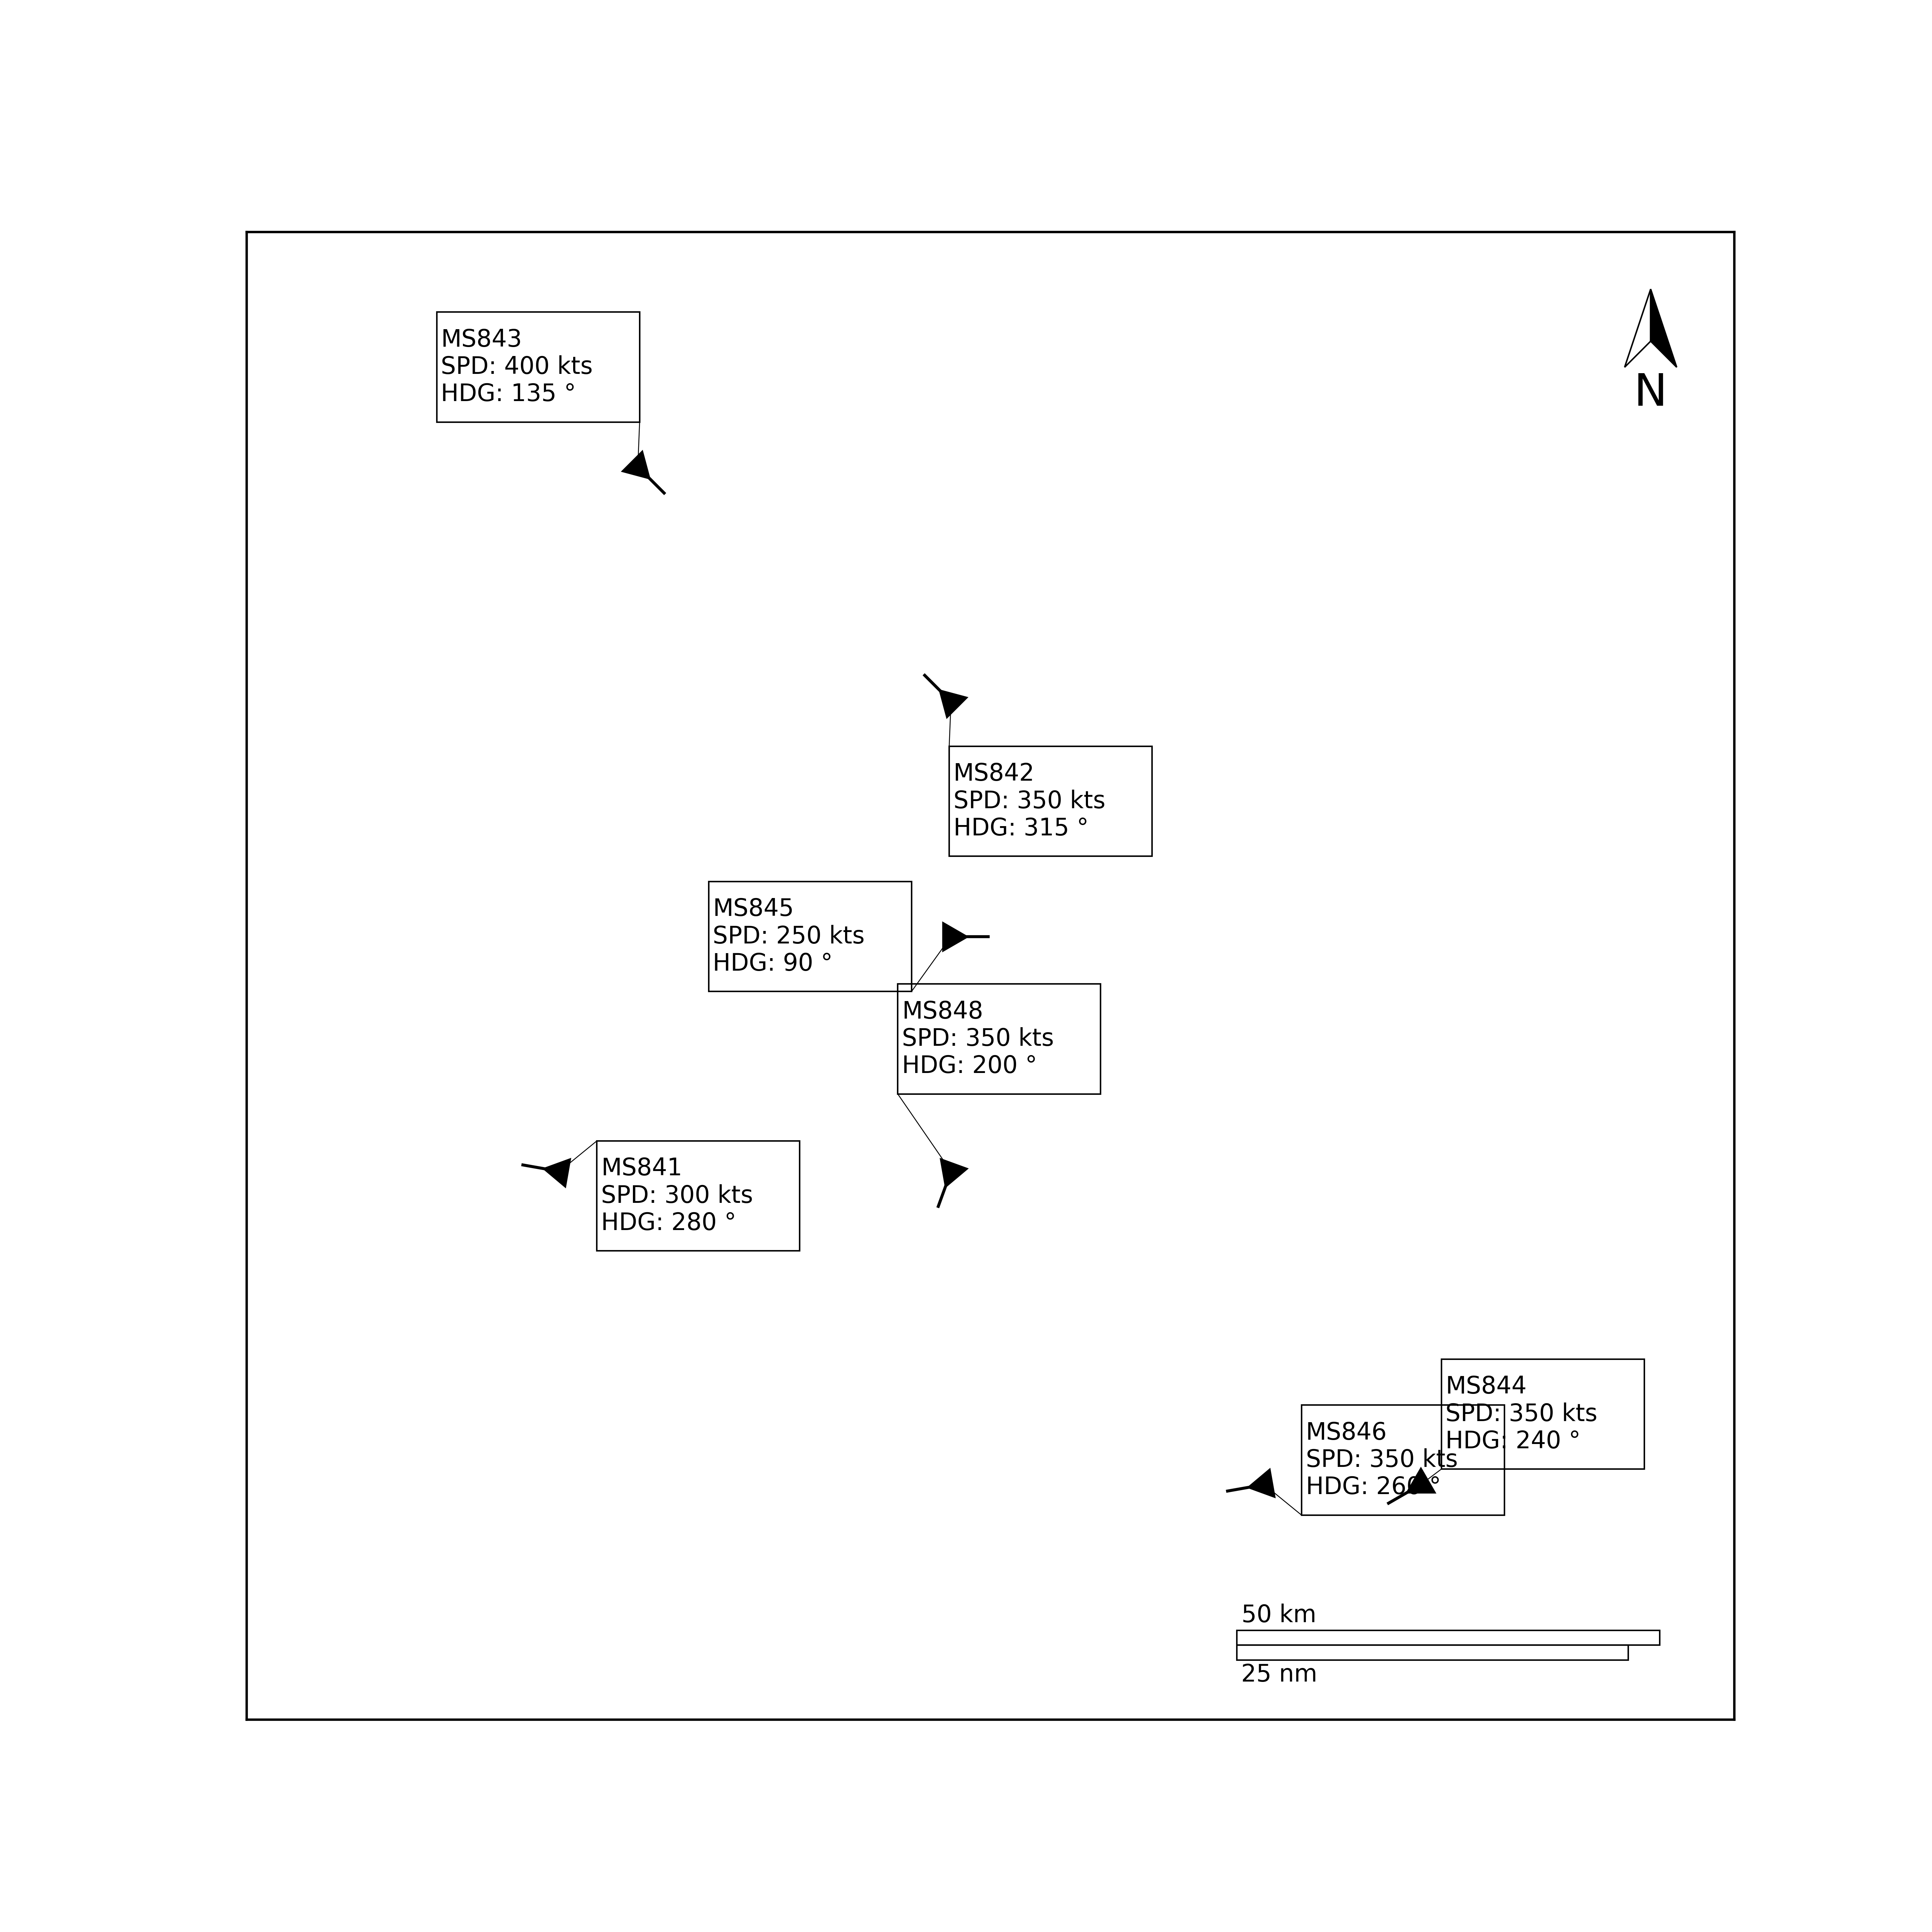 MS843
SPD: 400 kts
HDG: 135 °
N
MS842
SPD: 350 kts
HDG: 315 °
MS845
SPD: 250 kts
HDG: 90 °
MS848
SPD: 350 kts
HDG: 200 °
MS841
SPD: 300 kts
HDG: 280 °
MS844
SPD: 350 kts
HDG: 240 °
MS846
SPD: 350 kts
HDG: 260 °
50 km
25 nm